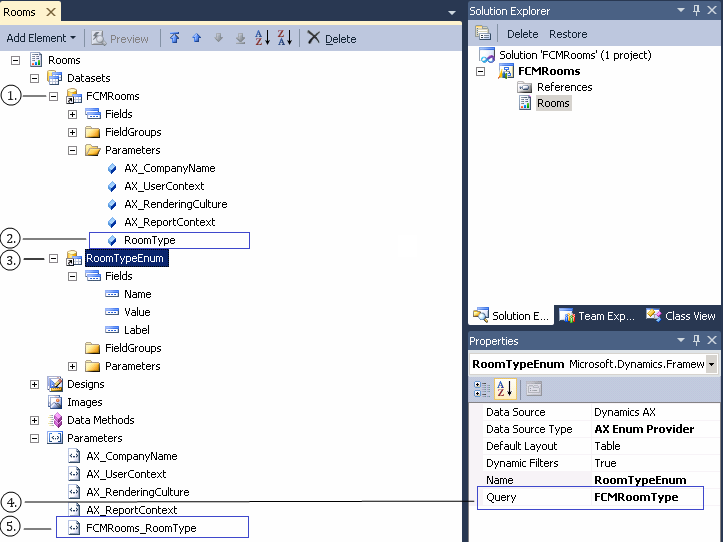 Rooms
Add Element
Preview
Delete
Rooms
Datasets
1.
FCMRooms
Fields
FieldGroups
Parameters
AX_CompanyName
AX_UserContext
AX_RenderingCulture
AX_ReportContext
2.
RoomType
3.
RoomTypeEnum
Fields
Name
Value
Label
FieldGroups
Parameters
Designs
Images
Data Methods
Parameters
AX_CompanyName
AX_UserContext
AX_RenderingCulture
4.
AX_ReportContext
5.
FCMRooms_RoomType
Solution Explorer
Delete Restore
Solution 'FCMRooms' (1 project)
FCMRooms
References
Rooms
Solution E... Team Exp... Class View
Properties
RoomTypeEnum Microsoft.Dynamics.Framew
Data Source Dynamics AX
Data Source Type AX Enum Provider
Default Layout Table
Dynamic Filters True
Name RoomTypeEnum
Query FCMRoomType